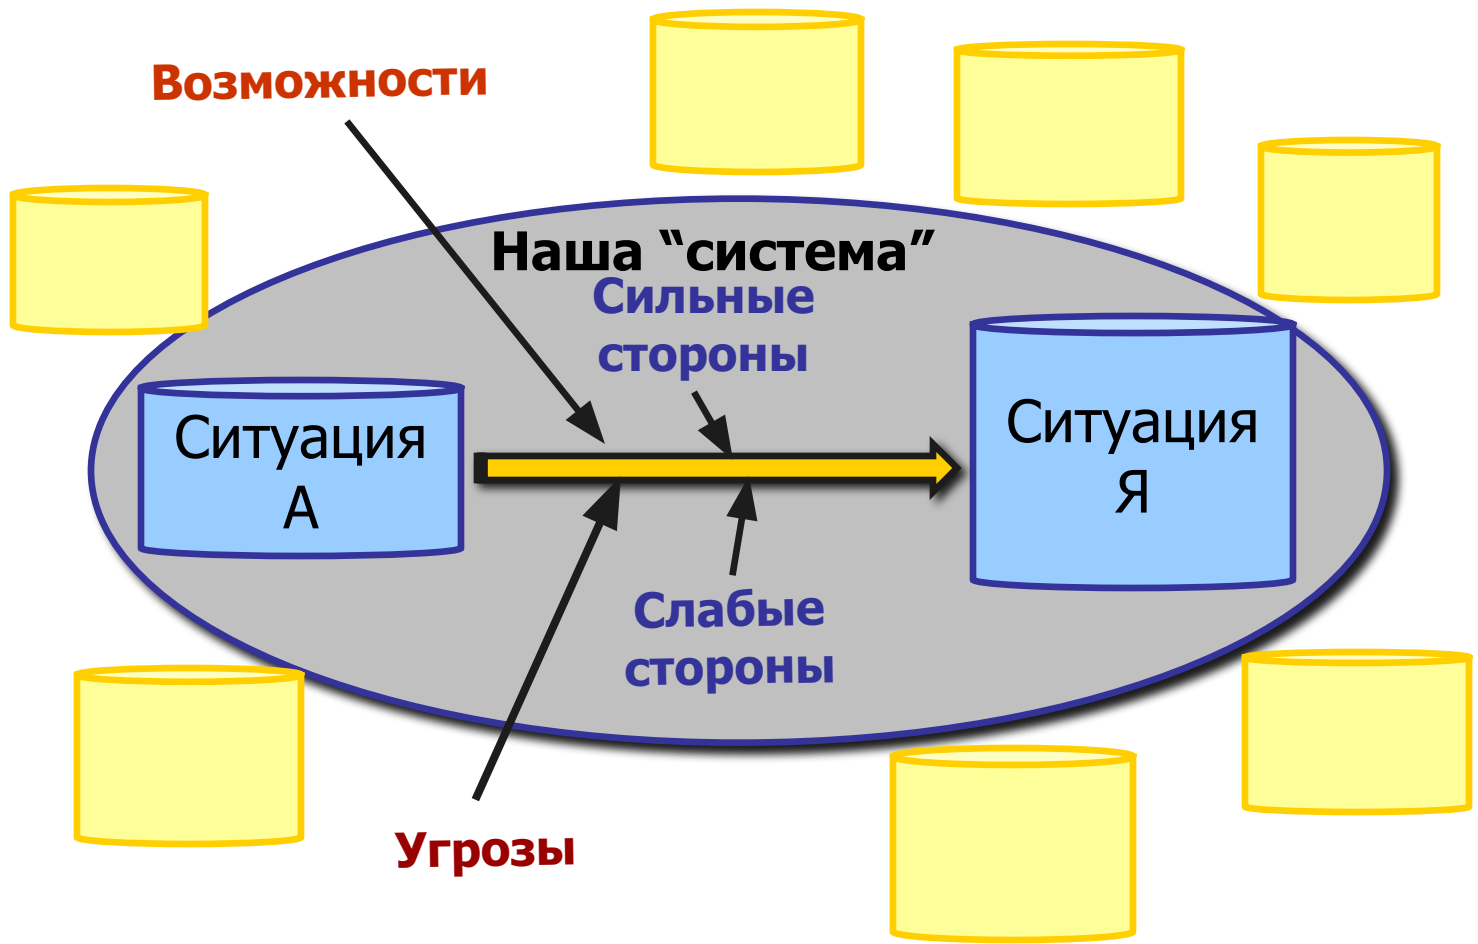 Возможности
Наша “система”
Сильные
стороны
Ситуация
А
Ситуация
Я
Слабые
стороны
Угрозы